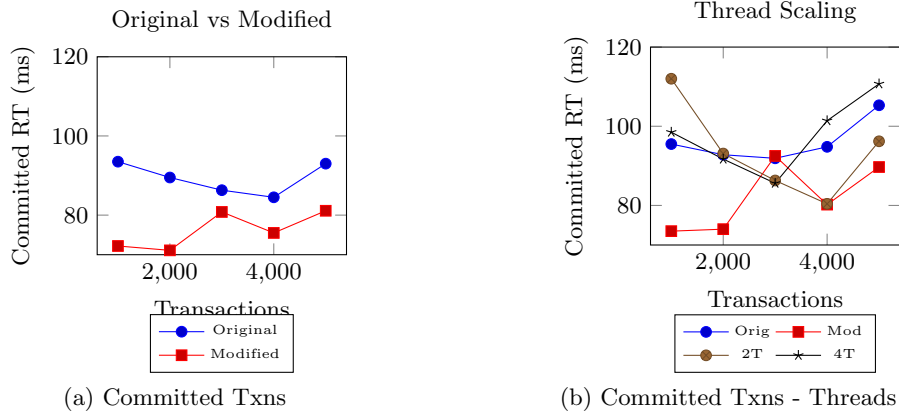 Original vs Modified
Committed RT (ms)
120
100
80
2,000
4,000
Transactions
Original
Modified
(a) Committed Txns
Thread Scaling
Committed RT (ms)
120
100
80
2,000
4,000
Transactions
Orig
Mod
2T
4T
(b) Committed Txns - Threads